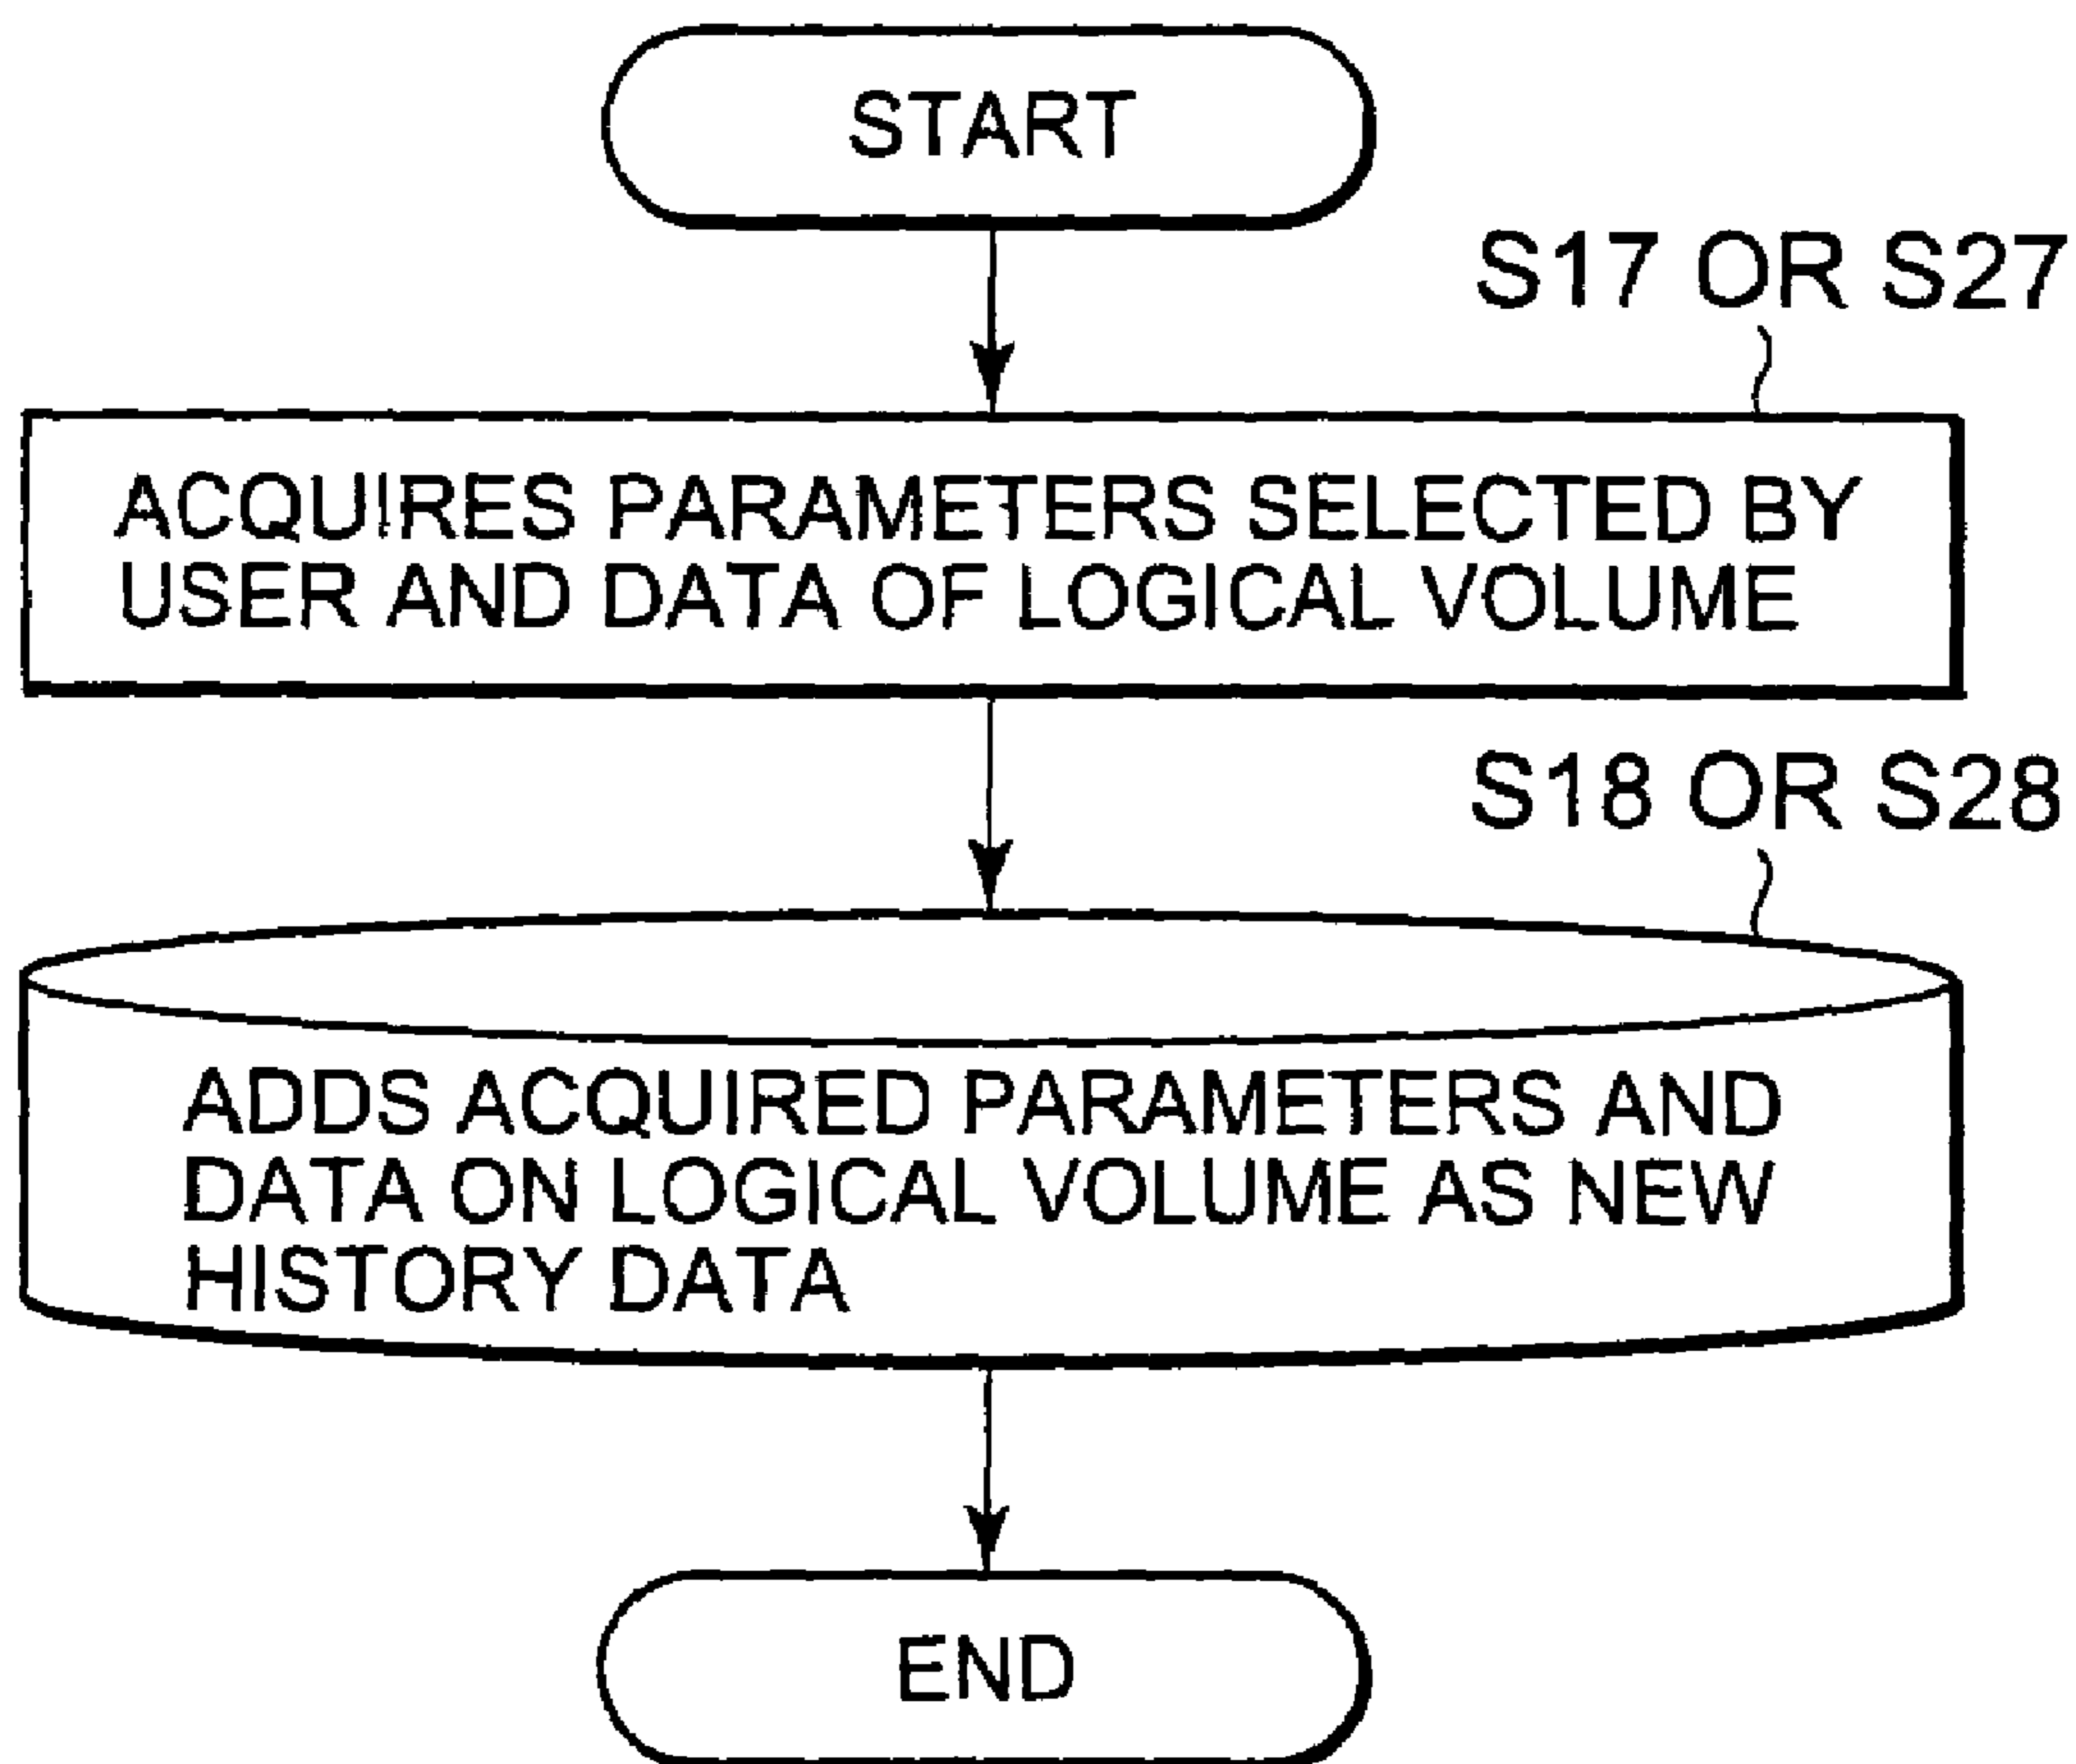 START
S17 OR S27
ACQUIRES PARAMETERS SELECTED BY
USER AND DATA OF LOGICAL VOLUME
S18 OR S28
ADDS ACQUIRED PARAMETERS AND
DATA ON LOGICAL VOLUME AS NEW
HISTORY DATA
END